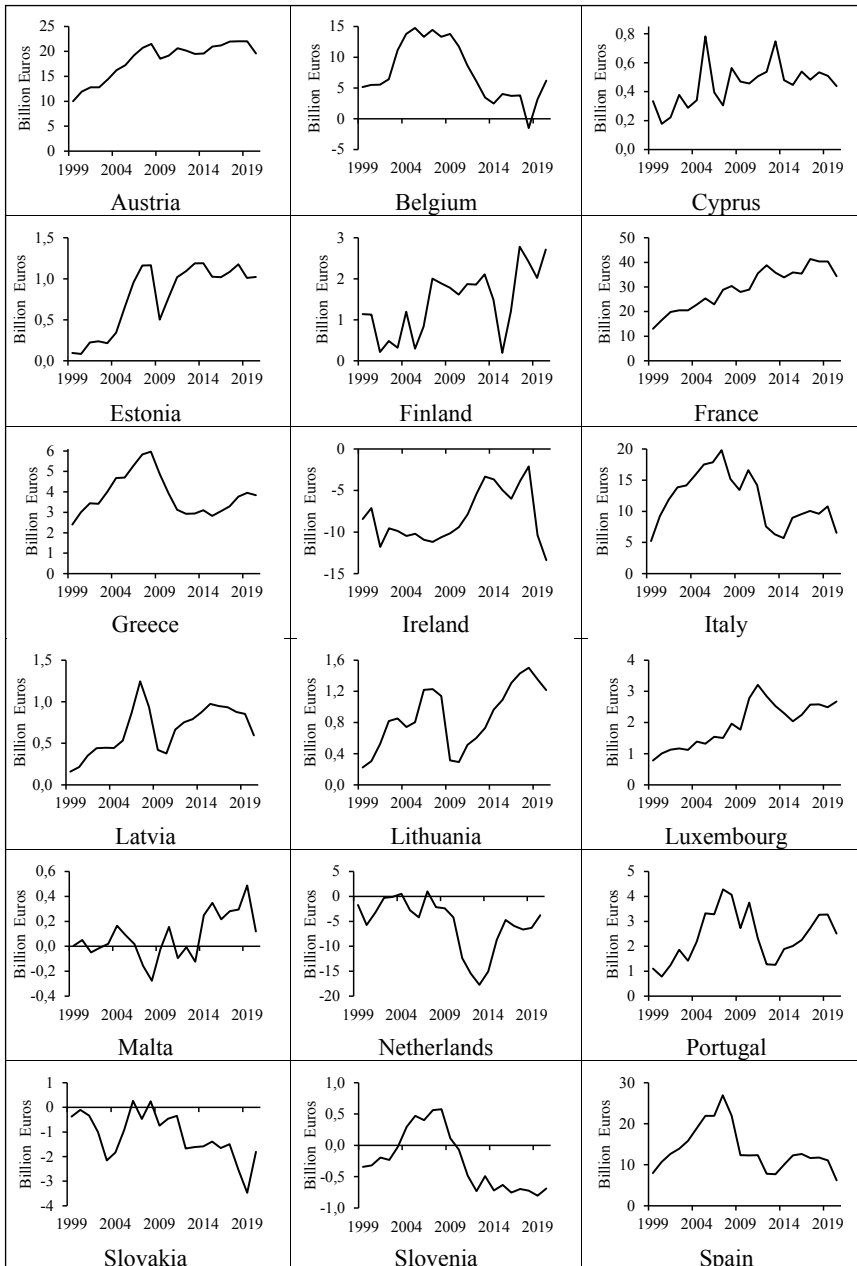 Billion Euros
25
20
15
10
5
0
1999 2004 2009 2014 2019
Austria
Billion Euros
15
10
5
0
-5
1999 2004 2009 2014 2019
Belgium
Billion Euros
0,8
0,6
0,4
0,2
0,0
1999 2004 2009 2014 2019
Cyprus
Billion Euros
1,5
1,0
0,5
0,0
1999 2004 2009 2014 2019
Estonia
Billion Euros
3
2
1
0
1999 2004 2009 2014 2019
Finland
Billion Euros
50
40
30
20
10
0
1999 2004 2009 2014 2019
France
Billion Euros
6
5
4
3
2
1
0
1999 2004 2009 2014 2019
Greece
Billion Euros
0
-5
-10
-15
1999 2004 2009 2014 2019
Ireland
Billion Euros
20
15
10
5
0
1999 2004 2009 2014 2019
Italy
Billion Euros
1,5
1,0
0,5
0,0
1999 2004 2009 2014 2019
Latvia
Billion Euros
1,6
1,2
0,8
0,4
0,0
1999 2004 2009 2014 2019
Lithuania
Billion Euros
4
3
2
1
0
1999 2004 2009 2014 2019
Luxembourg
Billion Euros
0,6
0,4
0,2
0,0
-0,2
-0,4
1999 2004 2009 2014 2019
Malta
Billion Euros
5
0
-5
-10
-15
-20
1999 2004 2009 2014 2019
Netherlands
Billion Euros
5
4
3
2
1
0
1999 2004 2009 2014 2019
Portugal
Billion Euros
1
0
-1
-2
-3
-4
1999 2004 2009 2014 2019
Slovakia
Billion Euros
1,0
0,5
0,0
-0,5
-1,0
1999 2004 2009 2014 2019
Slovenia
Billion Euros
30
20
10
0
1999 2004 2009 2014 2019
Spain